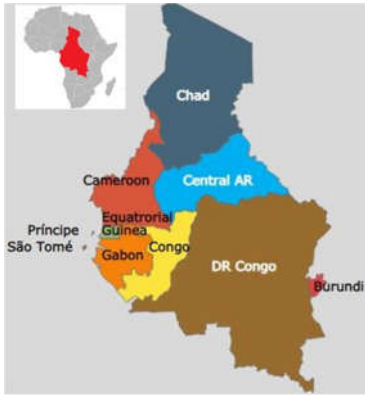 Chad
Cameroon
Central AR
Equatrorial
Príncipe
Guinea
São Tomé
Congo
Gabon
DR Congo
Burundi